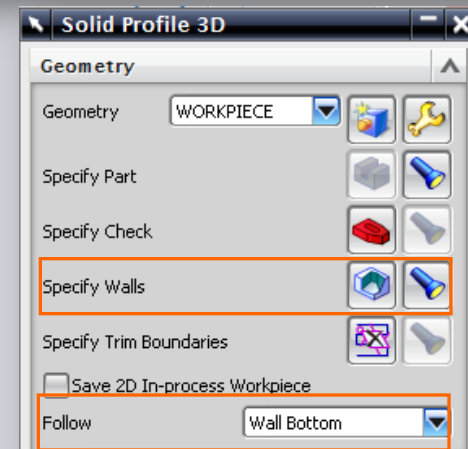 Solid Profile 3D
Geometry
Geometry WORKPIECE
Specify Part
Specify Check
Specify Walls
Specify Trim Boundaries
Save 2D In-process Workpiece
Follow Wall Bottom